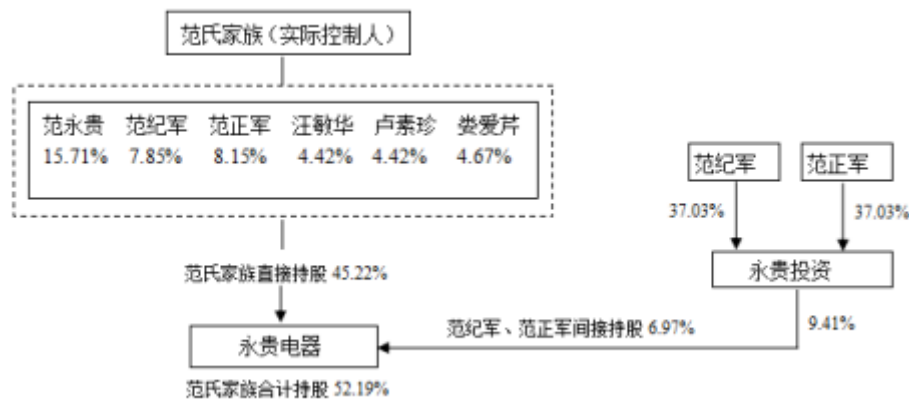 范氏家族（实际控制人）
范永贵 范纪军 范正军 汪敏华 卢素珍 娄爱芹
15.71% 7.85% 8.15% 4.42% 4.42% 4.67%
范纪军 范正军
37.03% 37.03%
范氏家族直接持股 45.22%
永贵投资
范纪军、范正军间接持股 6.97%
9.41%
永贵电器
范氏家族合计持股 52.19%